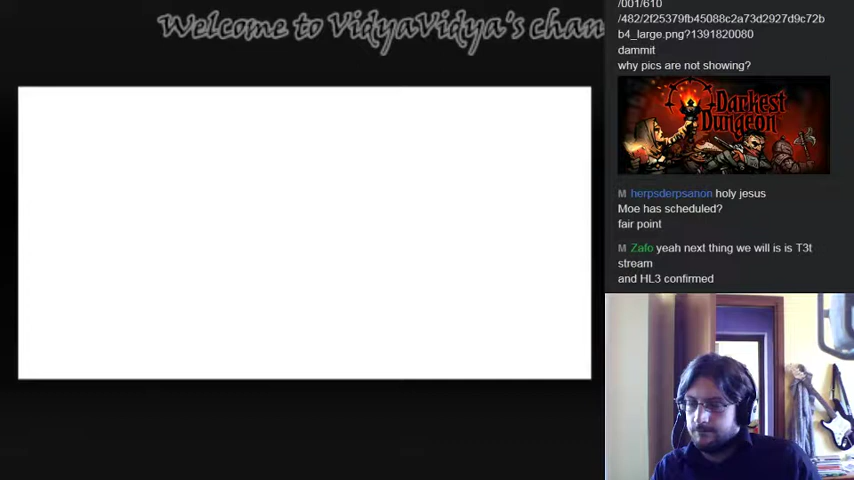 Welcome to VidyaVidya's chan
/001/610
/482/2f25379fb45088c2a73d2927d9c72b
b4_large.png?1391820080
dammit
why pics are not showing?
Darkest
Dungeon
M herpsderpsanon holy jesus
Moe has scheduled?
fair point
M Zafo yeah next thing we will is is T3t
stream
and HL3 confirmed